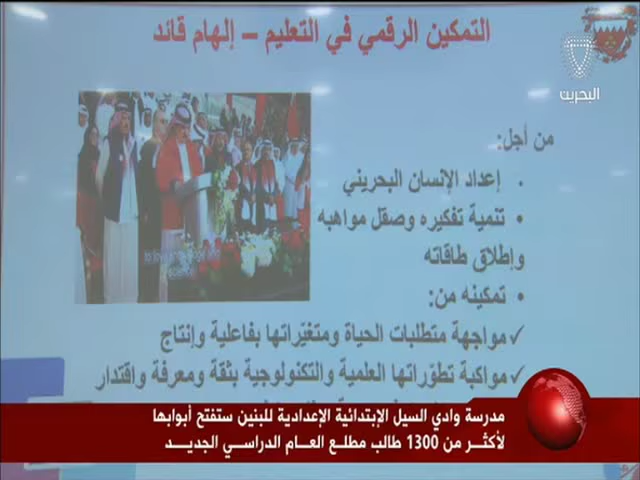 التمكين الرقمي في التعليم – إلهام قائد
البحرين
من أجل:
. إعداد الإنسان البحريني
• تنمية تفكيره وصقل مواهبه
وإطلاق طاقاته
• تمكينه من:
✓مواجهة متطلبات الحياة ومتغيّراتها بفاعلية وإنتاج
✓مواكبة تطوّراتها العلمية والتكنولوجية بثقة ومعرفة واقتدار
مدرسة وادي السيل الإبتدائية الإعدادية للبنين ستفتح أبوابها
لأكثر من 1300 طالب مطلع العام الدراسي الجديد